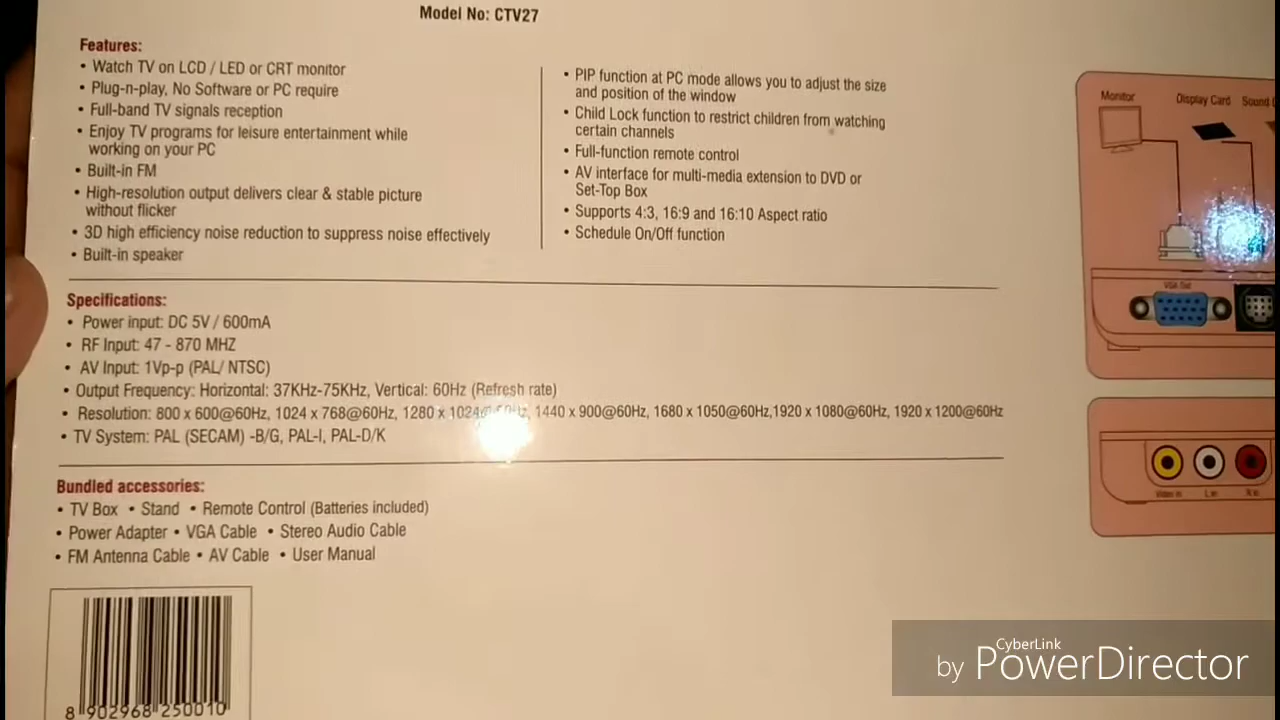 Model No: CTV27
Features:
• Watch TV on LCD / LED or CRT monitor
• Plug-n-play, No Software or PC require
• Full-band TV signals reception
• Enjoy TV programs for leisure entertainment while
working on your PC
• Built-in FM
• High-resolution output delivers clear & stable picture
without flicker
• 3D high efficiency noise reduction to suppress noise effectively
• Built-in speaker
• PIP function at PC mode allows you to adjust the size
and position of the window
• Child Lock function to restrict children from watching
certain channels
• Full-function remote control
• AV interface for multi-media extension to DVD or
Set-Top Box
• Supports 4:3, 16:9 and 16:10 Aspect ratio
• Schedule On/Off function
Specifications:
• Power input: DC 5V / 600mA
• RF Input: 47 - 870 MHZ
• AV Input: 1Vp-p (PAL/ NTSC)
• Output Frequency: Horizontal: 37KHz-75KHz, Vertical: 60Hz (Refresh rate)
• Resolution: 800 x 600@60Hz, 1024 x 768@60Hz, 1280 x 1024@60Hz, 1440 x 900@60Hz, 1680 x 1050@60Hz,1920 x 1080@60Hz, 1920 x 1200@60Hz
• TV System: PAL (SECAM) -B/G, PAL-I, PAL-D/K
Bundled accessories:
• TV Box • Stand • Remote Control (Batteries included)
• Power Adapter • VGA Cable • Stereo Audio Cable
• FM Antenna Cable • AV Cable • User Manual
8 902968 250010
Monitor
Display Card
Sound
VGA Out
Video in
L in
R in
CyberLink
by PowerDirector